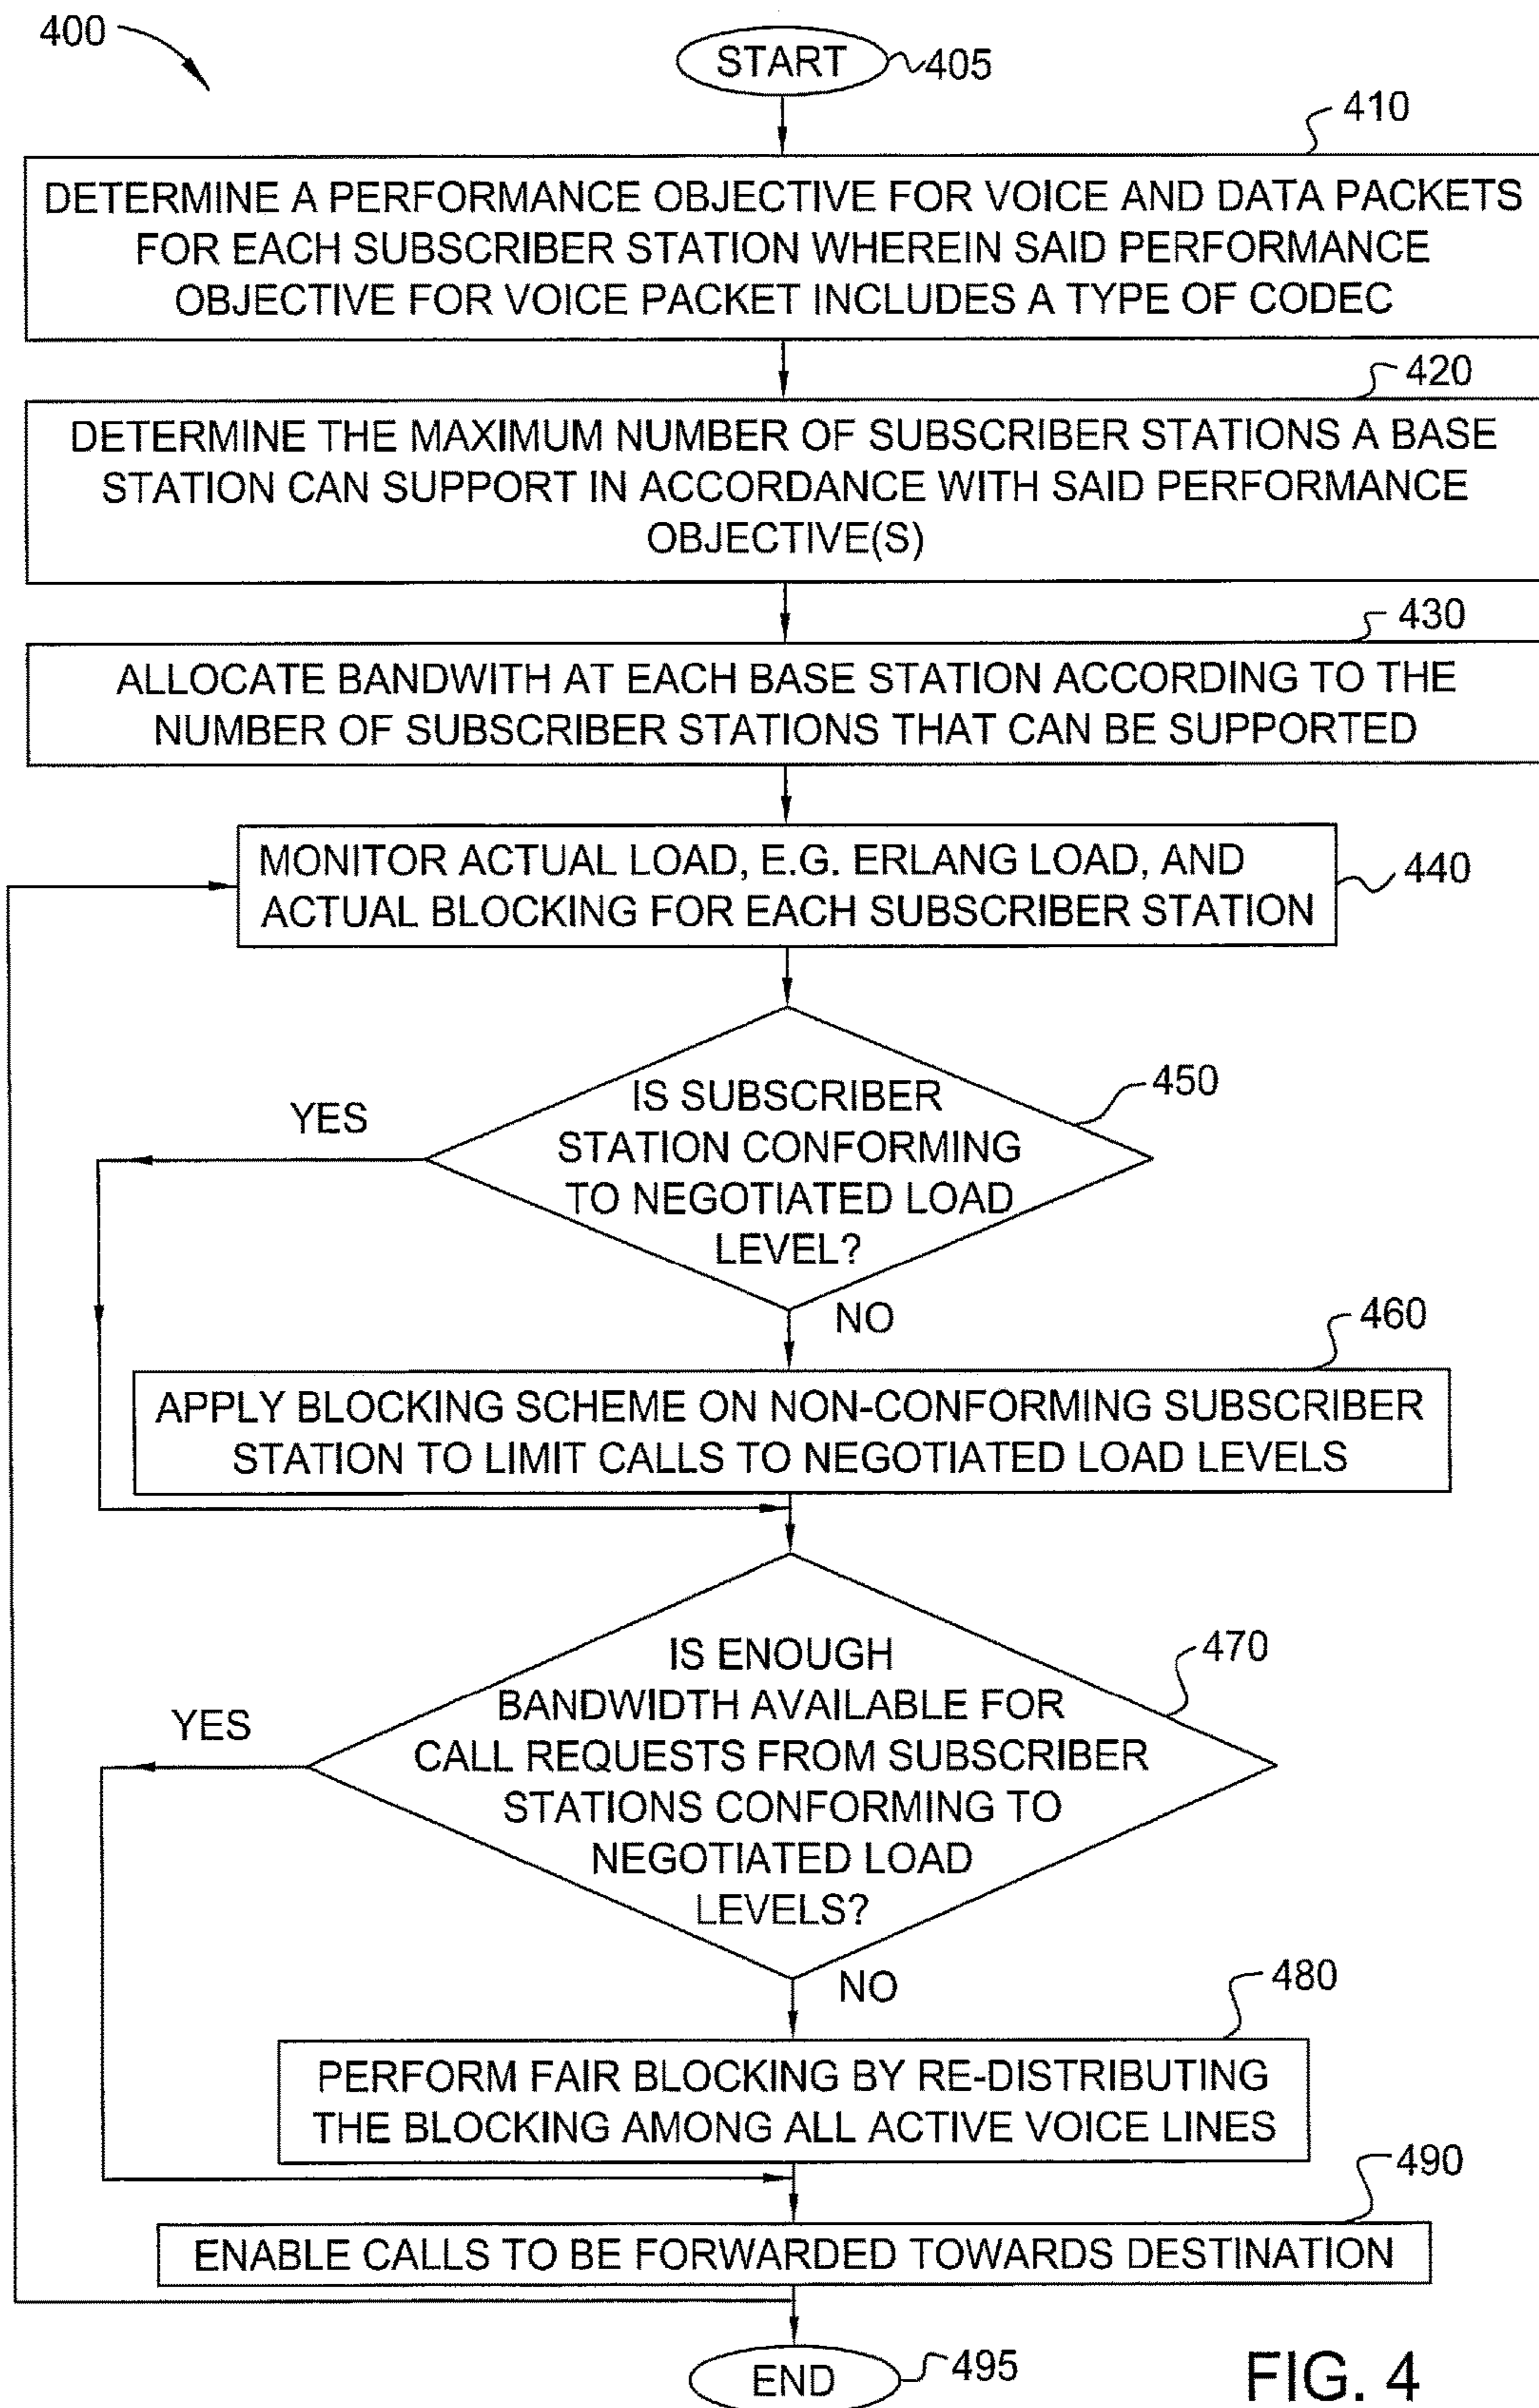 400
START
405
410
DETERMINE A PERFORMANCE OBJECTIVE FOR VOICE AND DATA PACKETS
FOR EACH SUBSCRIBER STATION WHEREIN SAID PERFORMANCE
OBJECTIVE FOR VOICE PACKET INCLUDES A TYPE OF CODEC
420
DETERMINE THE MAXIMUM NUMBER OF SUBSCRIBER STATIONS A BASE
STATION CAN SUPPORT IN ACCORDANCE WITH SAID PERFORMANCE
OBJECTIVE(S)
430
ALLOCATE BANDWITH AT EACH BASE STATION ACCORDING TO THE
NUMBER OF SUBSCRIBER STATIONS THAT CAN BE SUPPORTED
MONITOR ACTUAL LOAD, E.G. ERLANG LOAD, AND
ACTUAL BLOCKING FOR EACH SUBSCRIBER STATION
440
450
IS SUBSCRIBER
STATION CONFORMING
TO NEGOTIATED LOAD
LEVEL?
YES
NO
460
APPLY BLOCKING SCHEME ON NON-CONFORMING SUBSCRIBER
STATION TO LIMIT CALLS TO NEGOTIATED LOAD LEVELS
470
IS ENOUGH
BANDWIDTH AVAILABLE FOR
CALL REQUESTS FROM SUBSCRIBER
STATIONS CONFORMING TO
NEGOTIATED LOAD
LEVELS?
YES
NO
480
PERFORM FAIR BLOCKING BY RE-DISTRIBUTING
THE BLOCKING AMONG ALL ACTIVE VOICE LINES
490
ENABLE CALLS TO BE FORWARDED TOWARDS DESTINATION
END
495
FIG. 4